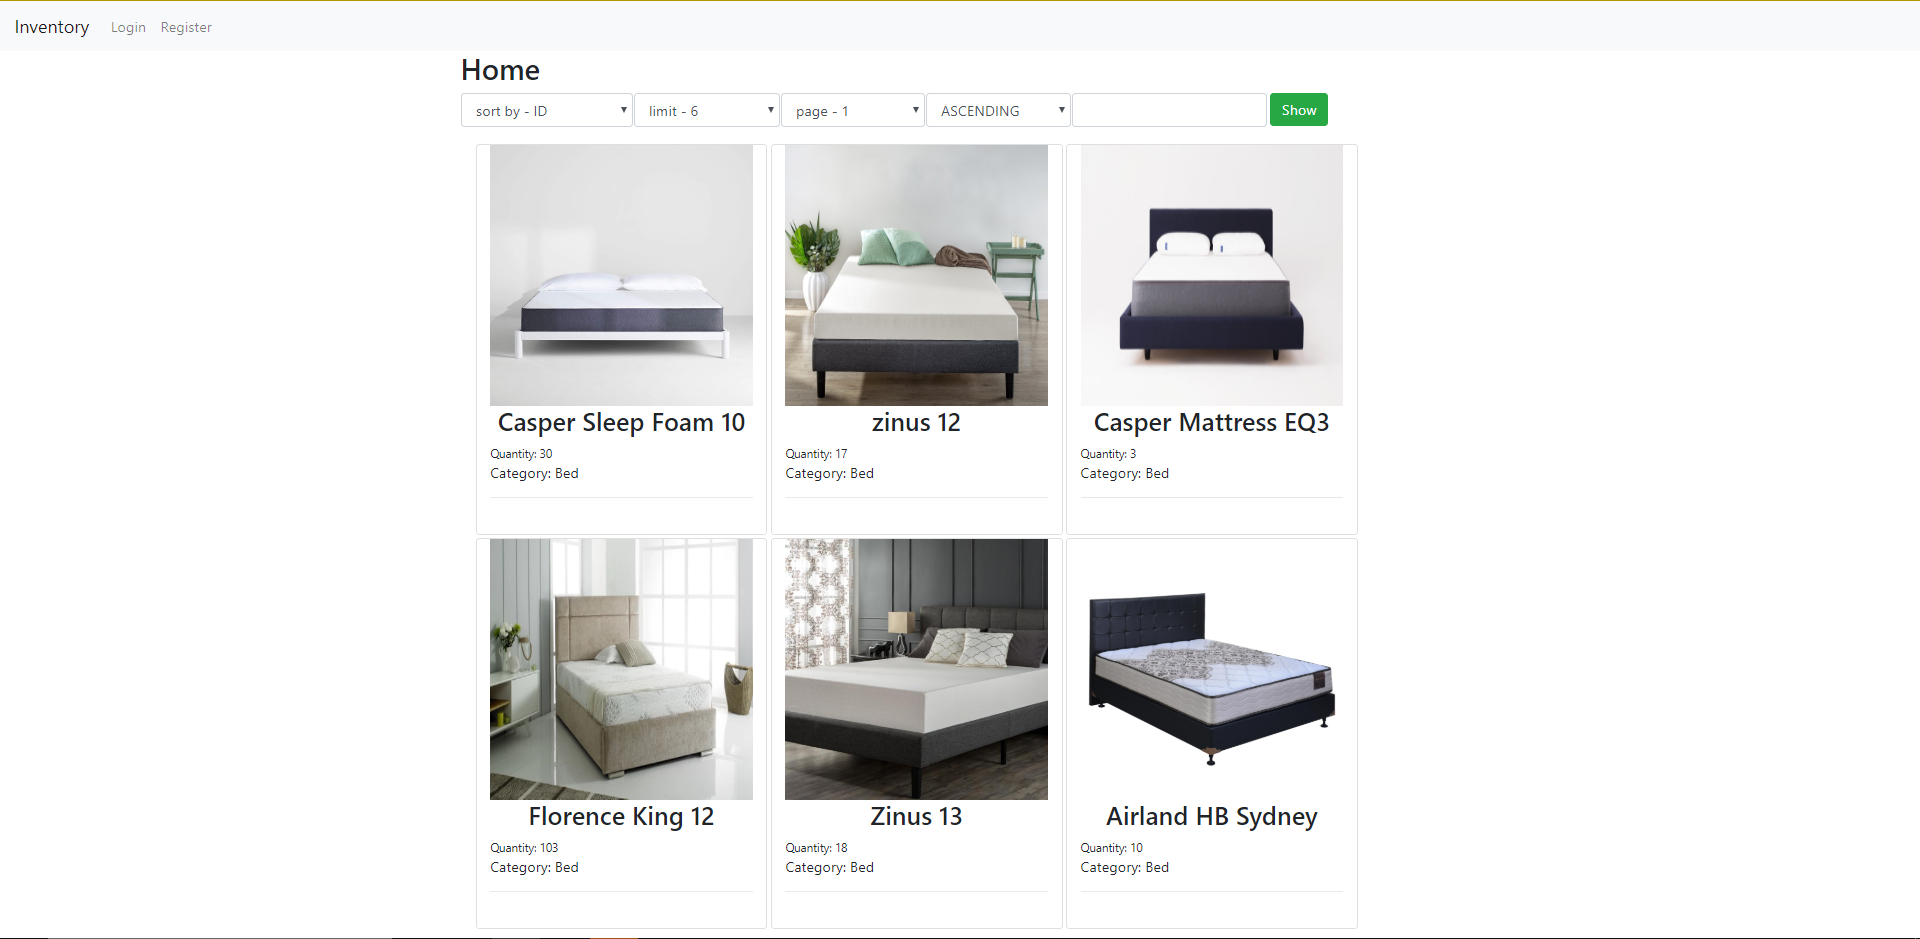 Inventory Login Register
Home
sort by - ID limit - 6 page - 1 ASCENDING Show
Casper Sleep Foam 10
Quantity: 30
Category: Bed
zinus 12
Quantity: 17
Category: Bed
Casper Mattress EQ3
Quantity: 3
Category: Bed
Florence King 12
Quantity: 103
Category: Bed
Zinus 13
Quantity: 18
Category: Bed
Airland HB Sydney
Quantity: 10
Category: Bed